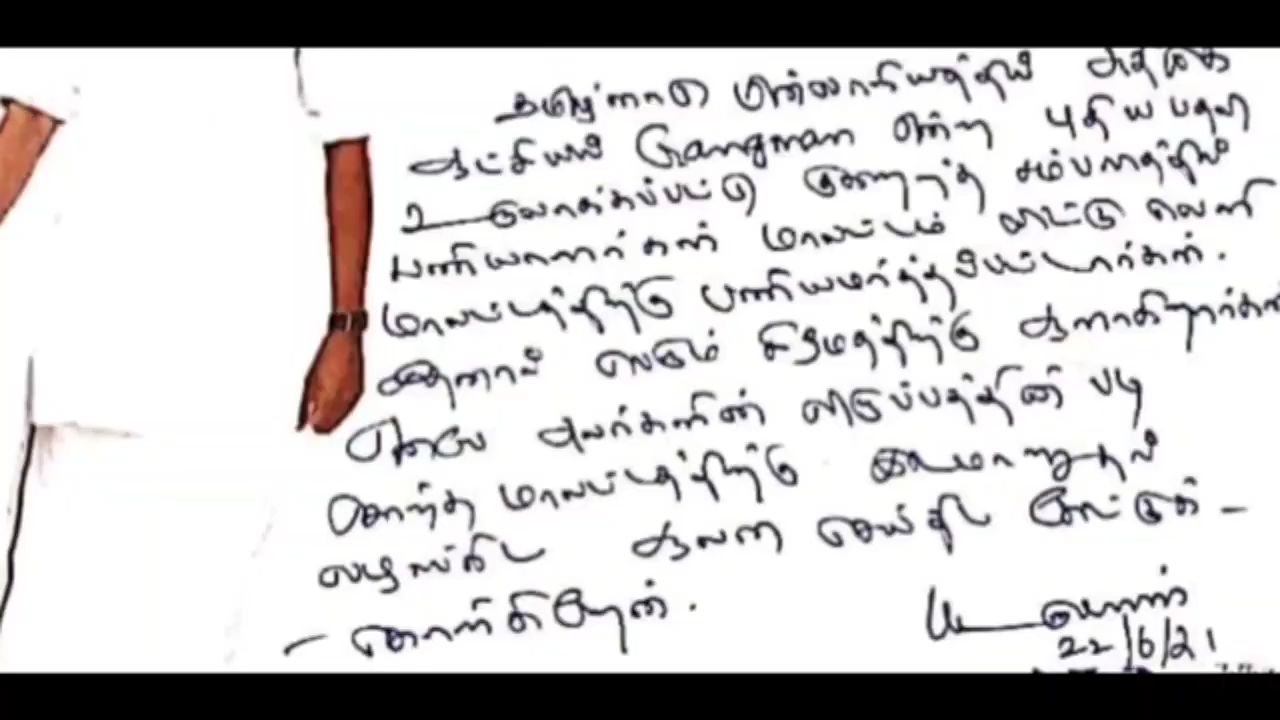 தமிழ்நாடு மின்வாரியத்தில் அதிமுக
ஆட்சியில் Gangman என்ற புதிய பதவி
உருவாக்கப்பட்டு குறைந்த சம்பளத்தில்
பணியாளர்கள் மாவட்டம் விட்டு வெளி
மாவட்டத்திற்கு பணியமர்த்தப்பட்டார்கள்.
இதனால் பெரும் சிரமத்திற்கு ஆளாகிறார்கள்
எனவே அவர்களின் விருப்பத்தின் படி
சொந்த மாவட்டத்திற்கு இடமாறுதல்
வழங்கிட ஆவன செய்திட கேட்டுக் –
– கொள்கிறேன்.
22/6/21